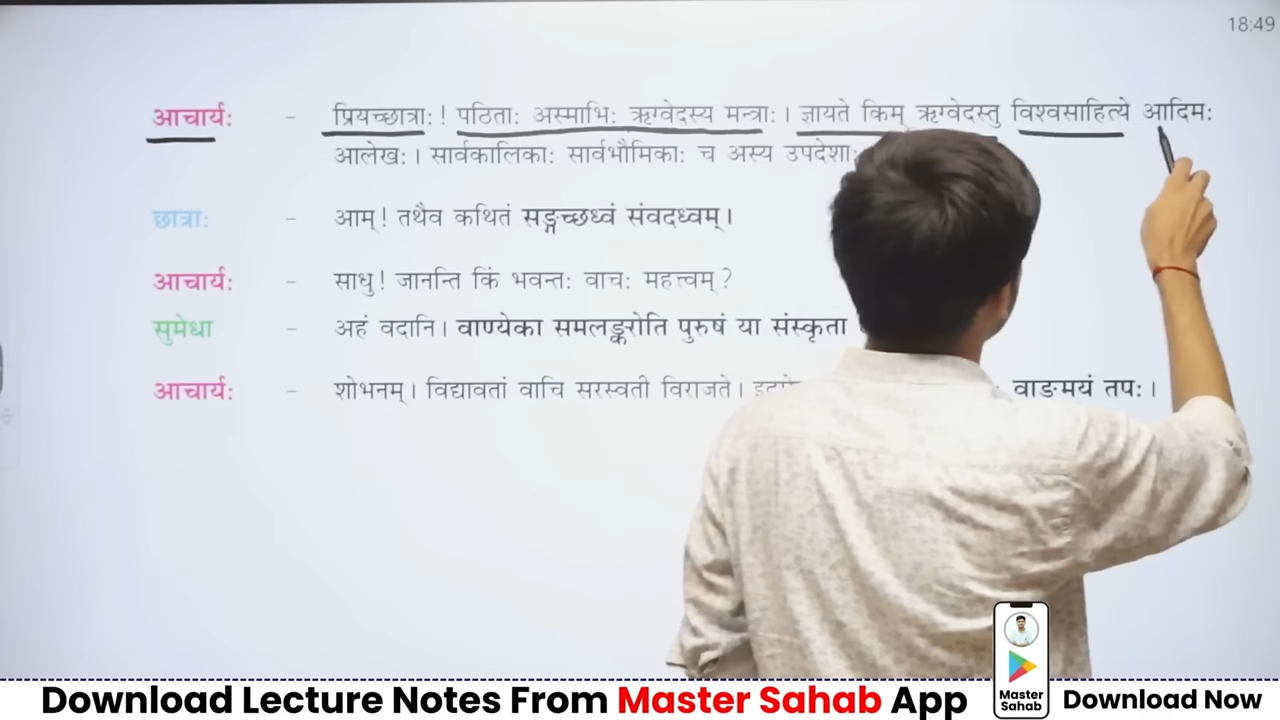 18:49
आचार्य: - प्रियच्छात्रा: ! पठिता: अस्माभि: ऋग्वेदस्य मन्त्रा: । ज्ञायते किम् ऋग्वेदस्तु विश्वसाहित्ये आदिम:
आलेख: । सार्वकालिका: सार्वभौमिका: च अस्य उपदेशा:
छात्रा: - आम् ! तथैव कथितं सङ्गच्छध्वं संवदध्वम् ।
आचार्य: - साधु ! जानन्ति किं भवन्त: वाच: महत्त्वम् ?
सुमेधा - अहं वदानि । वाण्येका समलङ्करोति पुरुषं या संस्कृता
आचार्य: - शोभनम् । विद्यावतां वाचि सरस्वती विराजते । वाङमयं तप: ।
Master Sahab
Download Lecture Notes From Master Sahab App Download Now